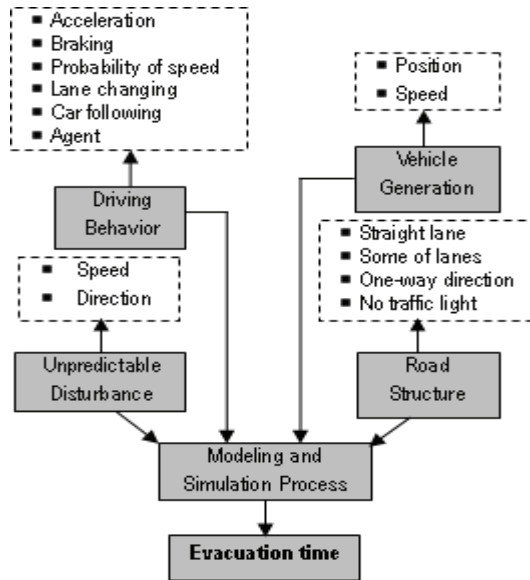 ▪ Acceleration
▪ Braking
▪ Probability of speed
▪ Lane changing
▪ Car following
▪ Agent
▪ Position
▪ Speed
Driving
Behavior
Vehicle
Generation
▪ Speed
▪ Direction
▪ Straight lane
▪ Some of lanes
▪ One-way direction
▪ No traffic light
Unpredictable
Disturbance
Road
Structure
Modeling and
Simulation Process
Evacuation time